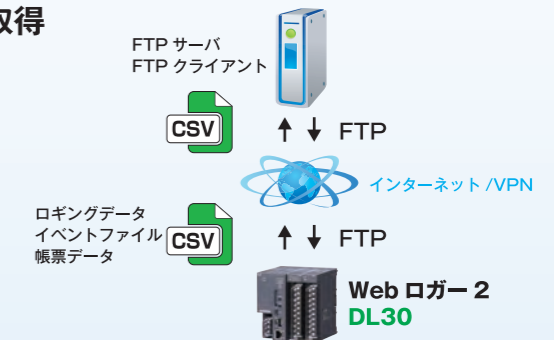 取得
FTP サーバ
FTP クライアント
CSV
FTP
インターネット /VPN
ロギングデータ
イベントファイル
帳票データ
CSV
FTP
Web ロガー 2
DL30